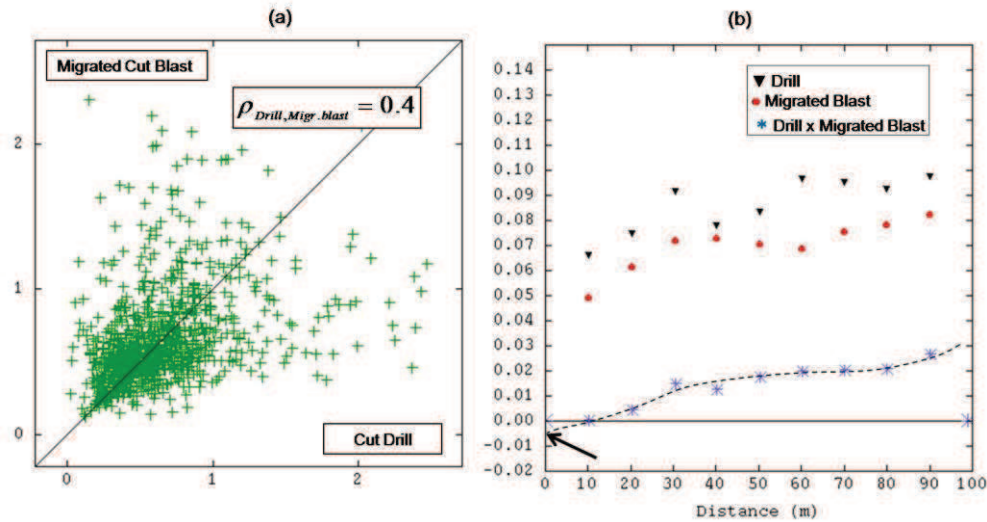 (a)
Migrated Cut Blast
ρDrill,Migr.blast = 0.4
Cut Drill
2
1
0
0
1
2
(b)
0.14
0.13
0.12
0.11
0.10
0.09
0.08
0.07
0.06
0.05
0.04
0.03
0.02
0.01
0.00
-0.01
-0.02
Drill
Migrated Blast
Drill x Migrated Blast
0 10 20 30 40 50 60 70 80 90 100
Distance (m)